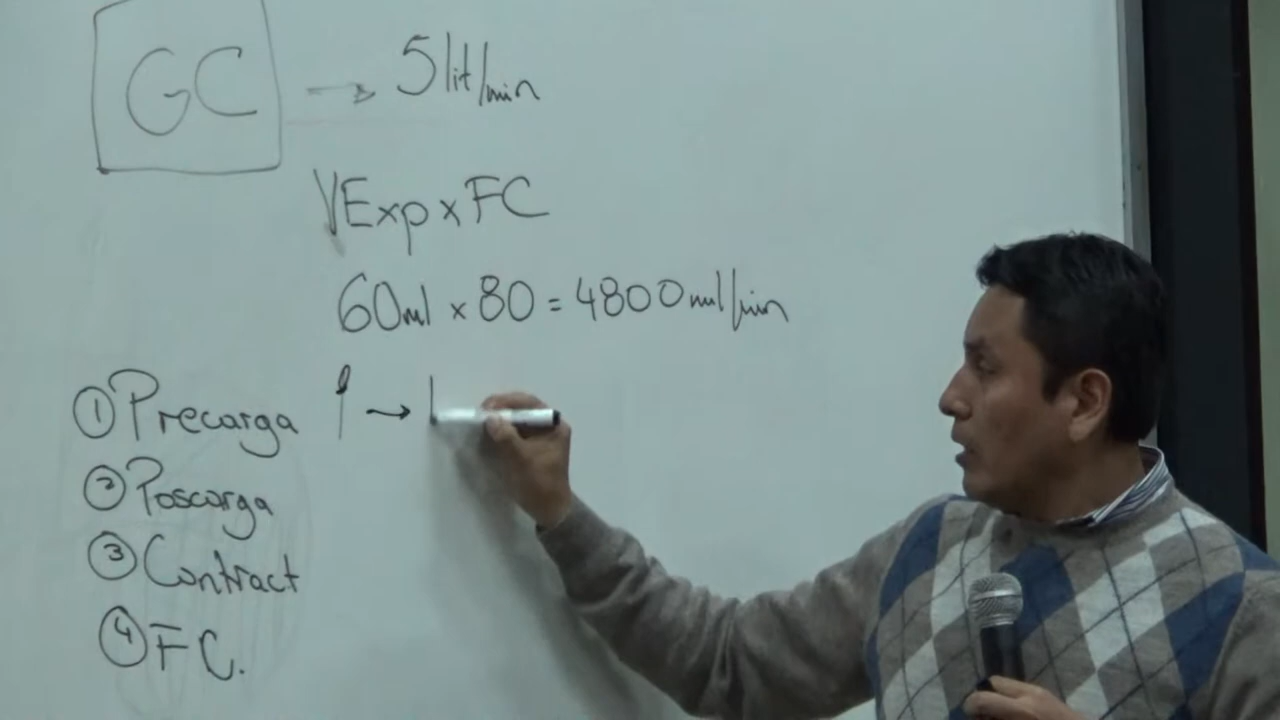 GC → 5 lit/min
VExp x FC
60ml x 80 = 4800 ml/min
① Precarga ↑ →
② Poscarga
③ Contract
④ FC.